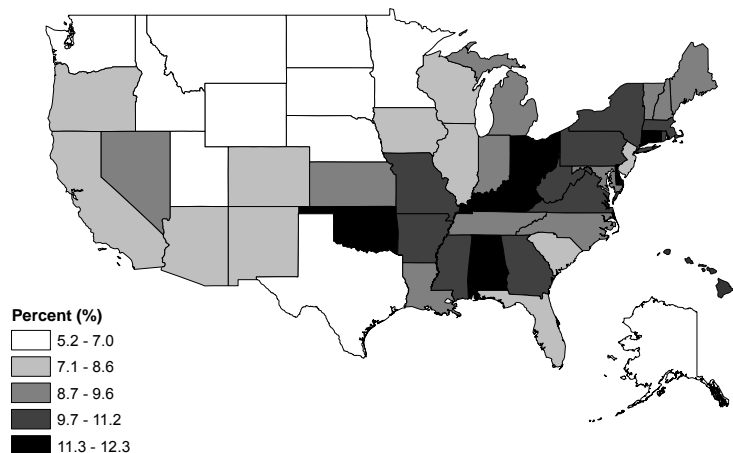 Percent (%)
5.2 - 7.0
7.1 - 8.6
8.7 - 9.6
9.7 - 11.2
11.3 - 12.3